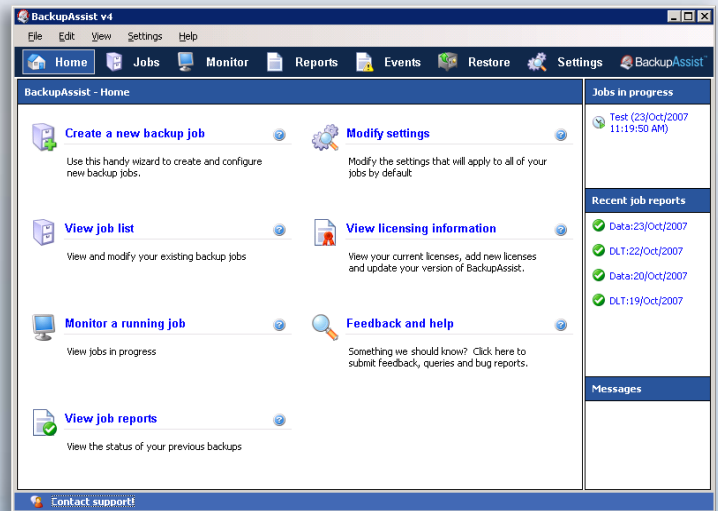 BackupAssist v4
File Edit View Settings Help
Home Jobs Monitor Reports Events Restore Settings BackupAssist
BackupAssist - Home
Create a new backup job
Use this handy wizard to create and configure
new backup jobs.
Modify settings
Modify the settings that will apply to all of your
jobs by default
View job list
View and modify your existing backup jobs
View licensing information
View your current licenses, add new licenses
and update your version of BackupAssist.
Monitor a running job
View jobs in progress
Feedback and help
Something we should know? Click here to
submit feedback, queries and bug reports.
View job reports
View the status of your previous backups
Jobs in progress
Test (23/Oct/2007
11:19:50 AM)
Recent job reports
Data:23/Oct/2007
DLT:22/Oct/2007
Data:20/Oct/2007
DLT:19/Oct/2007
Messages
Contact support!